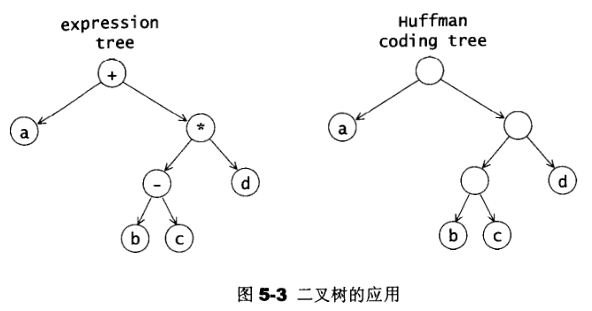 expression
tree
+
a
*
-
d
b
c
Huffman
coding tree
a
d
b
c
图 5-3 二叉树的应用